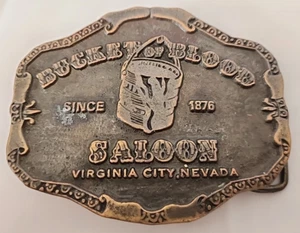 BUCKET OF BLOOD
SINCE 1876
SALOON
VIRGINIA CITY, NEVADA